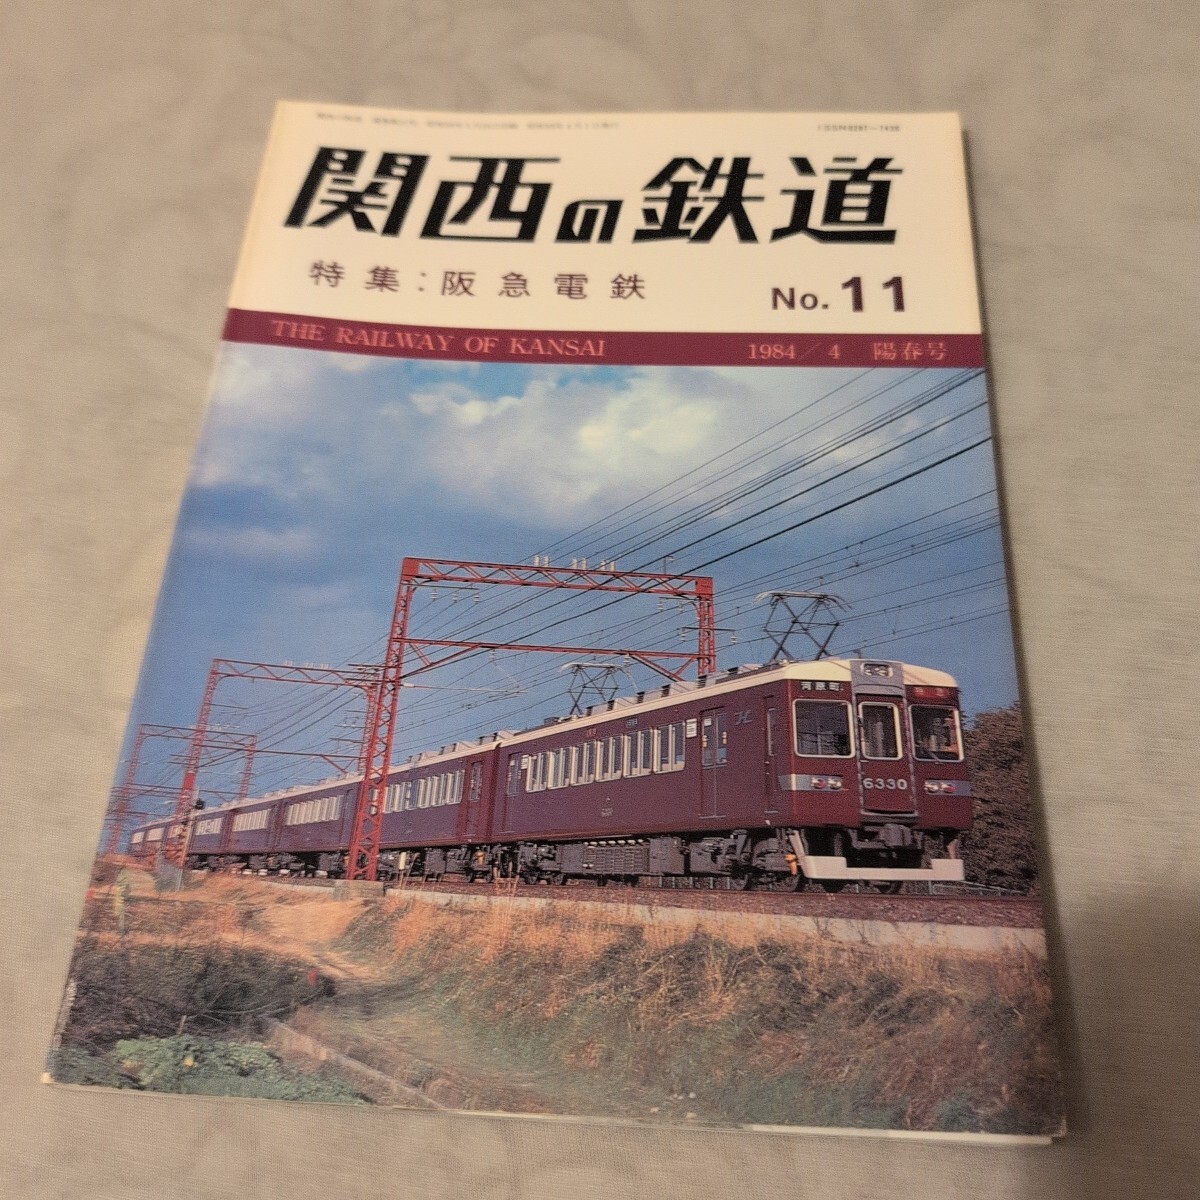 関西の鉄道
特集:阪急電鉄
No.11
THE RAILWAY OF KANSAI
1984/4 陽春号
河原町
6330